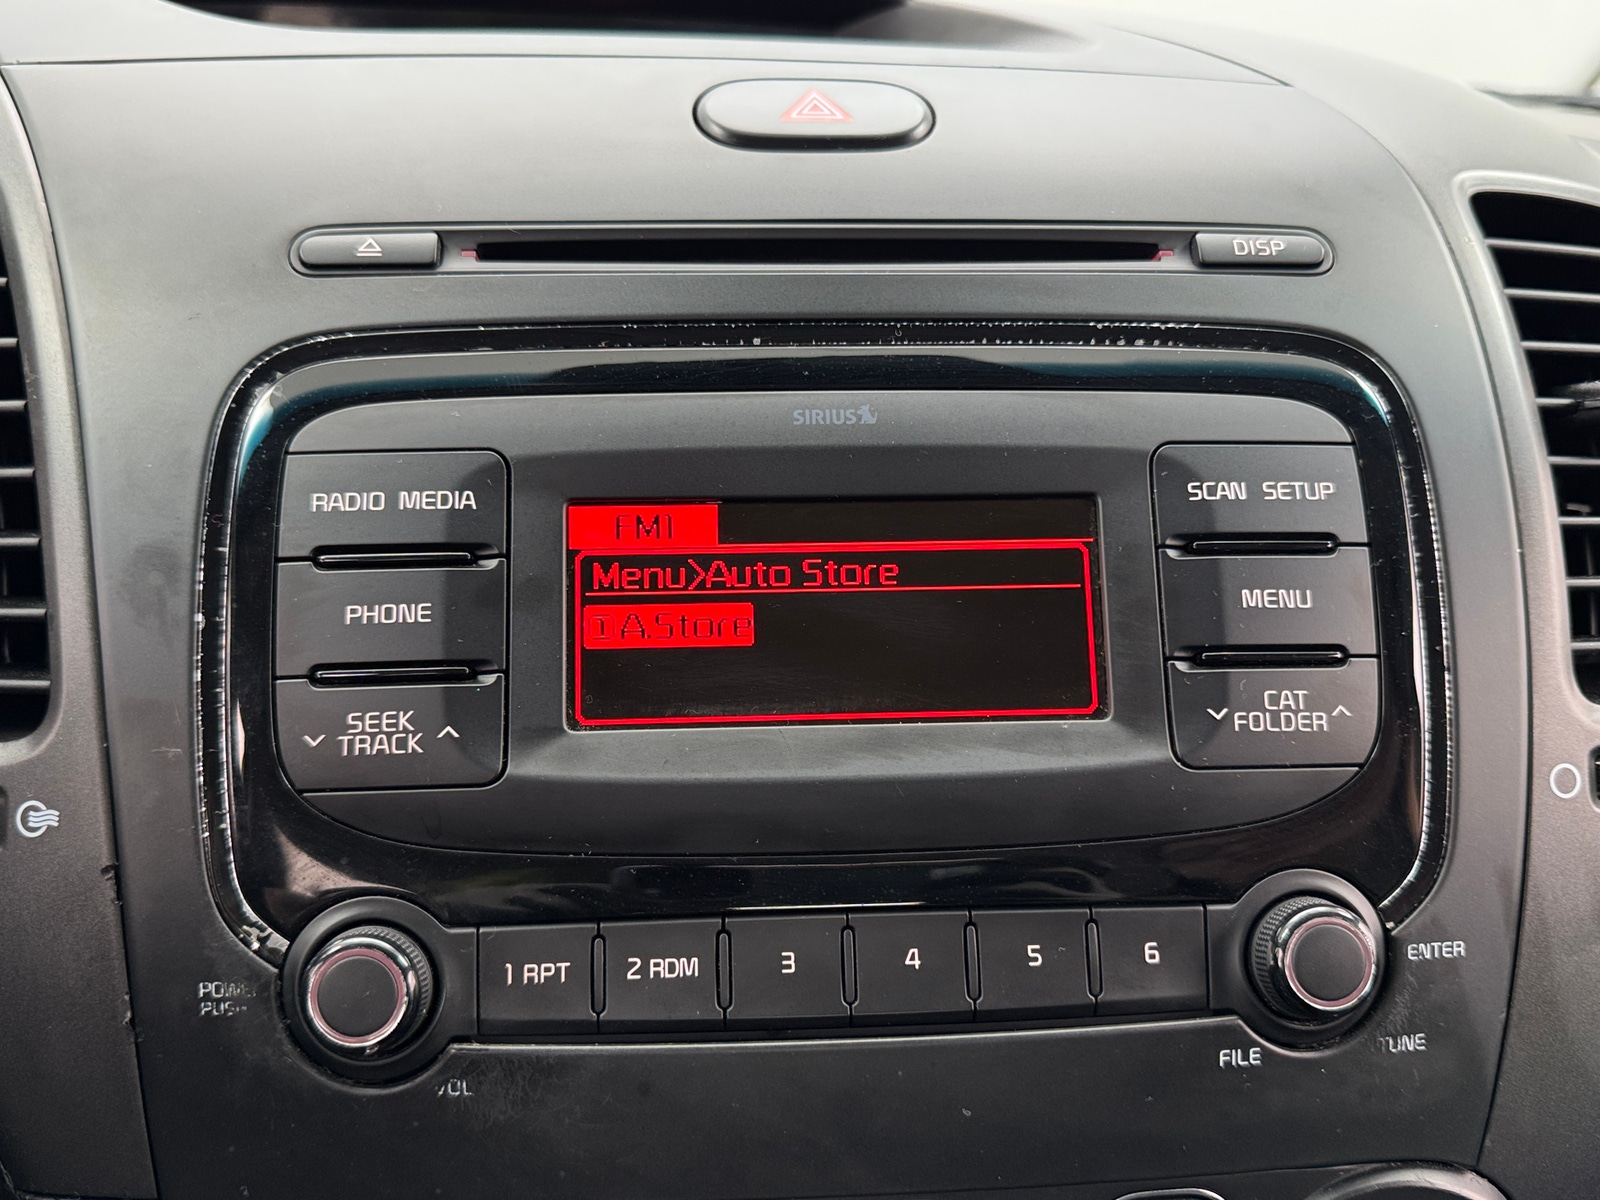 DISP
SIRIUS
RADIO MEDIA
SCAN SETUP
FM1
Menu>Auto Store
1 A.Store
PHONE
MENU
SEEK
TRACK
CAT
FOLDER
1 RPT
2 RDM
3
4
5
6
ENTER
FILE
TUNE
VOL